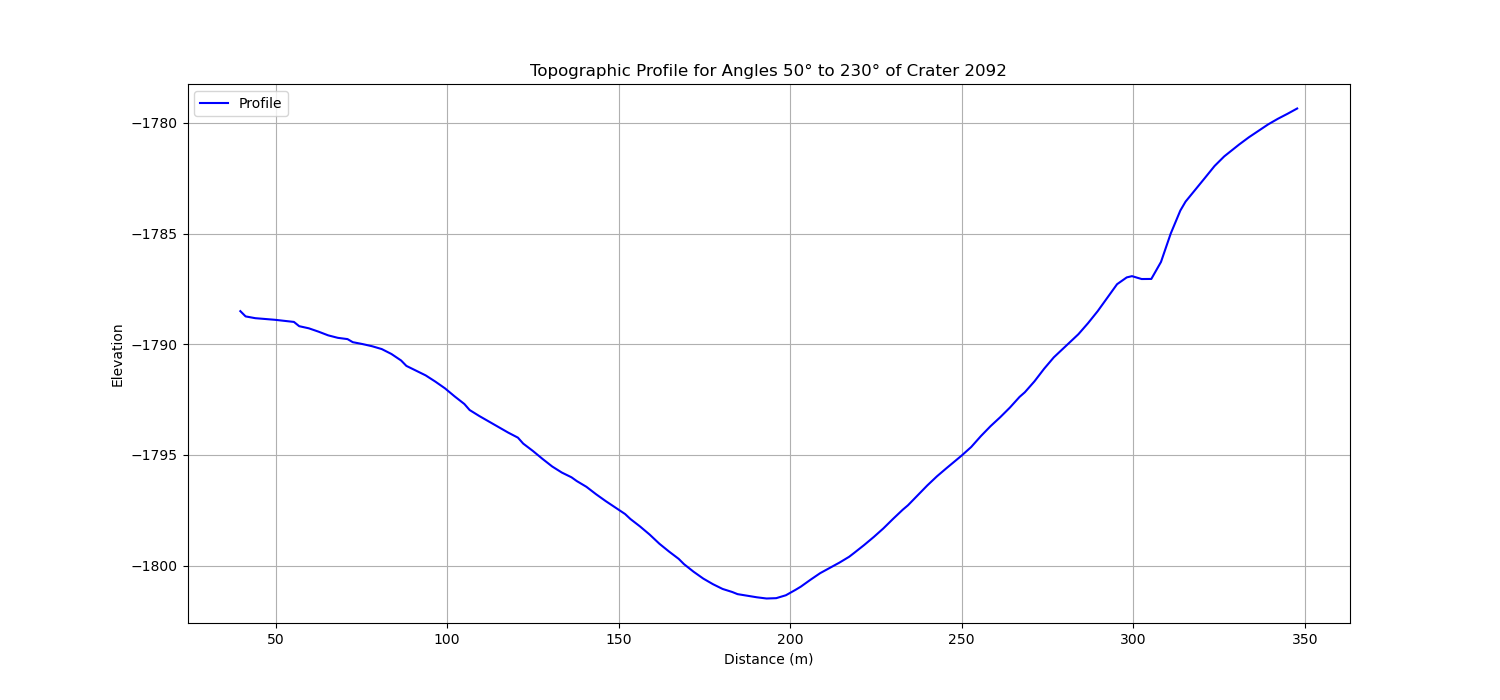 Topographic Profile for Angles 50° to 230° of Crater 2092
Profile
−1780
−1785
−1790
−1795
−1800
Elevation
50 100 150 200 250 300 350
Distance (m)